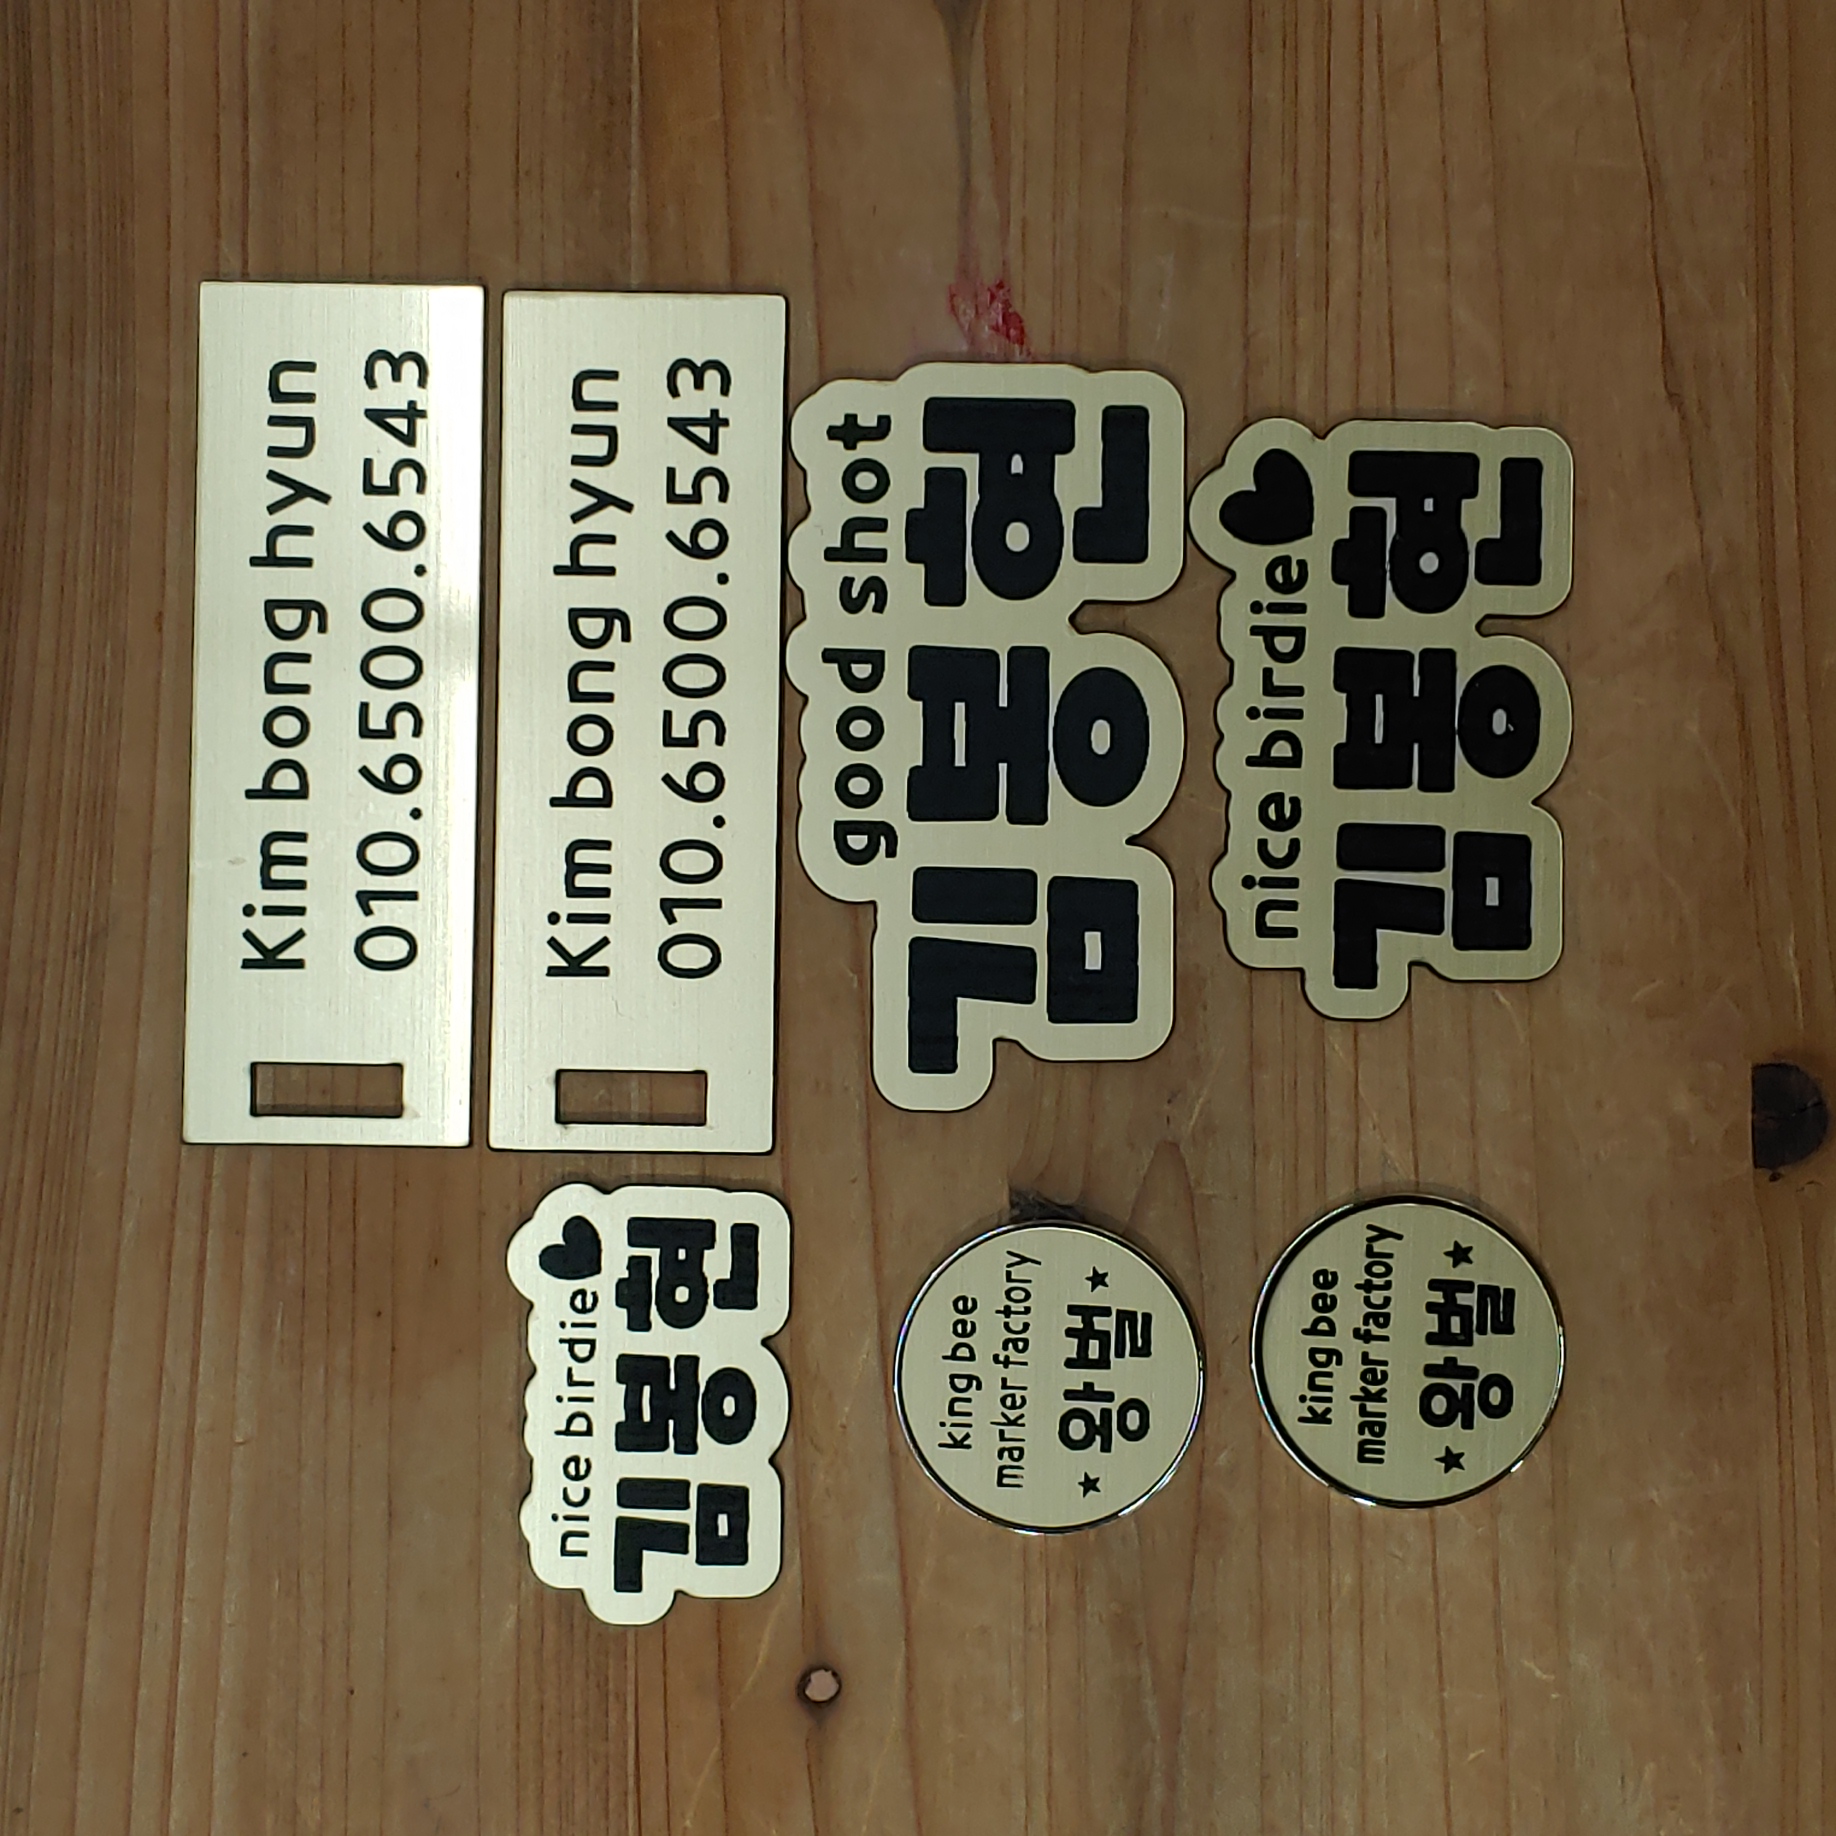 Kim bong hyun
010.6500.6543
Kim bong hyun
010.6500.6543
good shot
김봉현
nice birdie♥
김봉현
nice birdie♥
김봉현
king bee
marker factory
★왕벌★
king bee
marker factory
★왕벌★